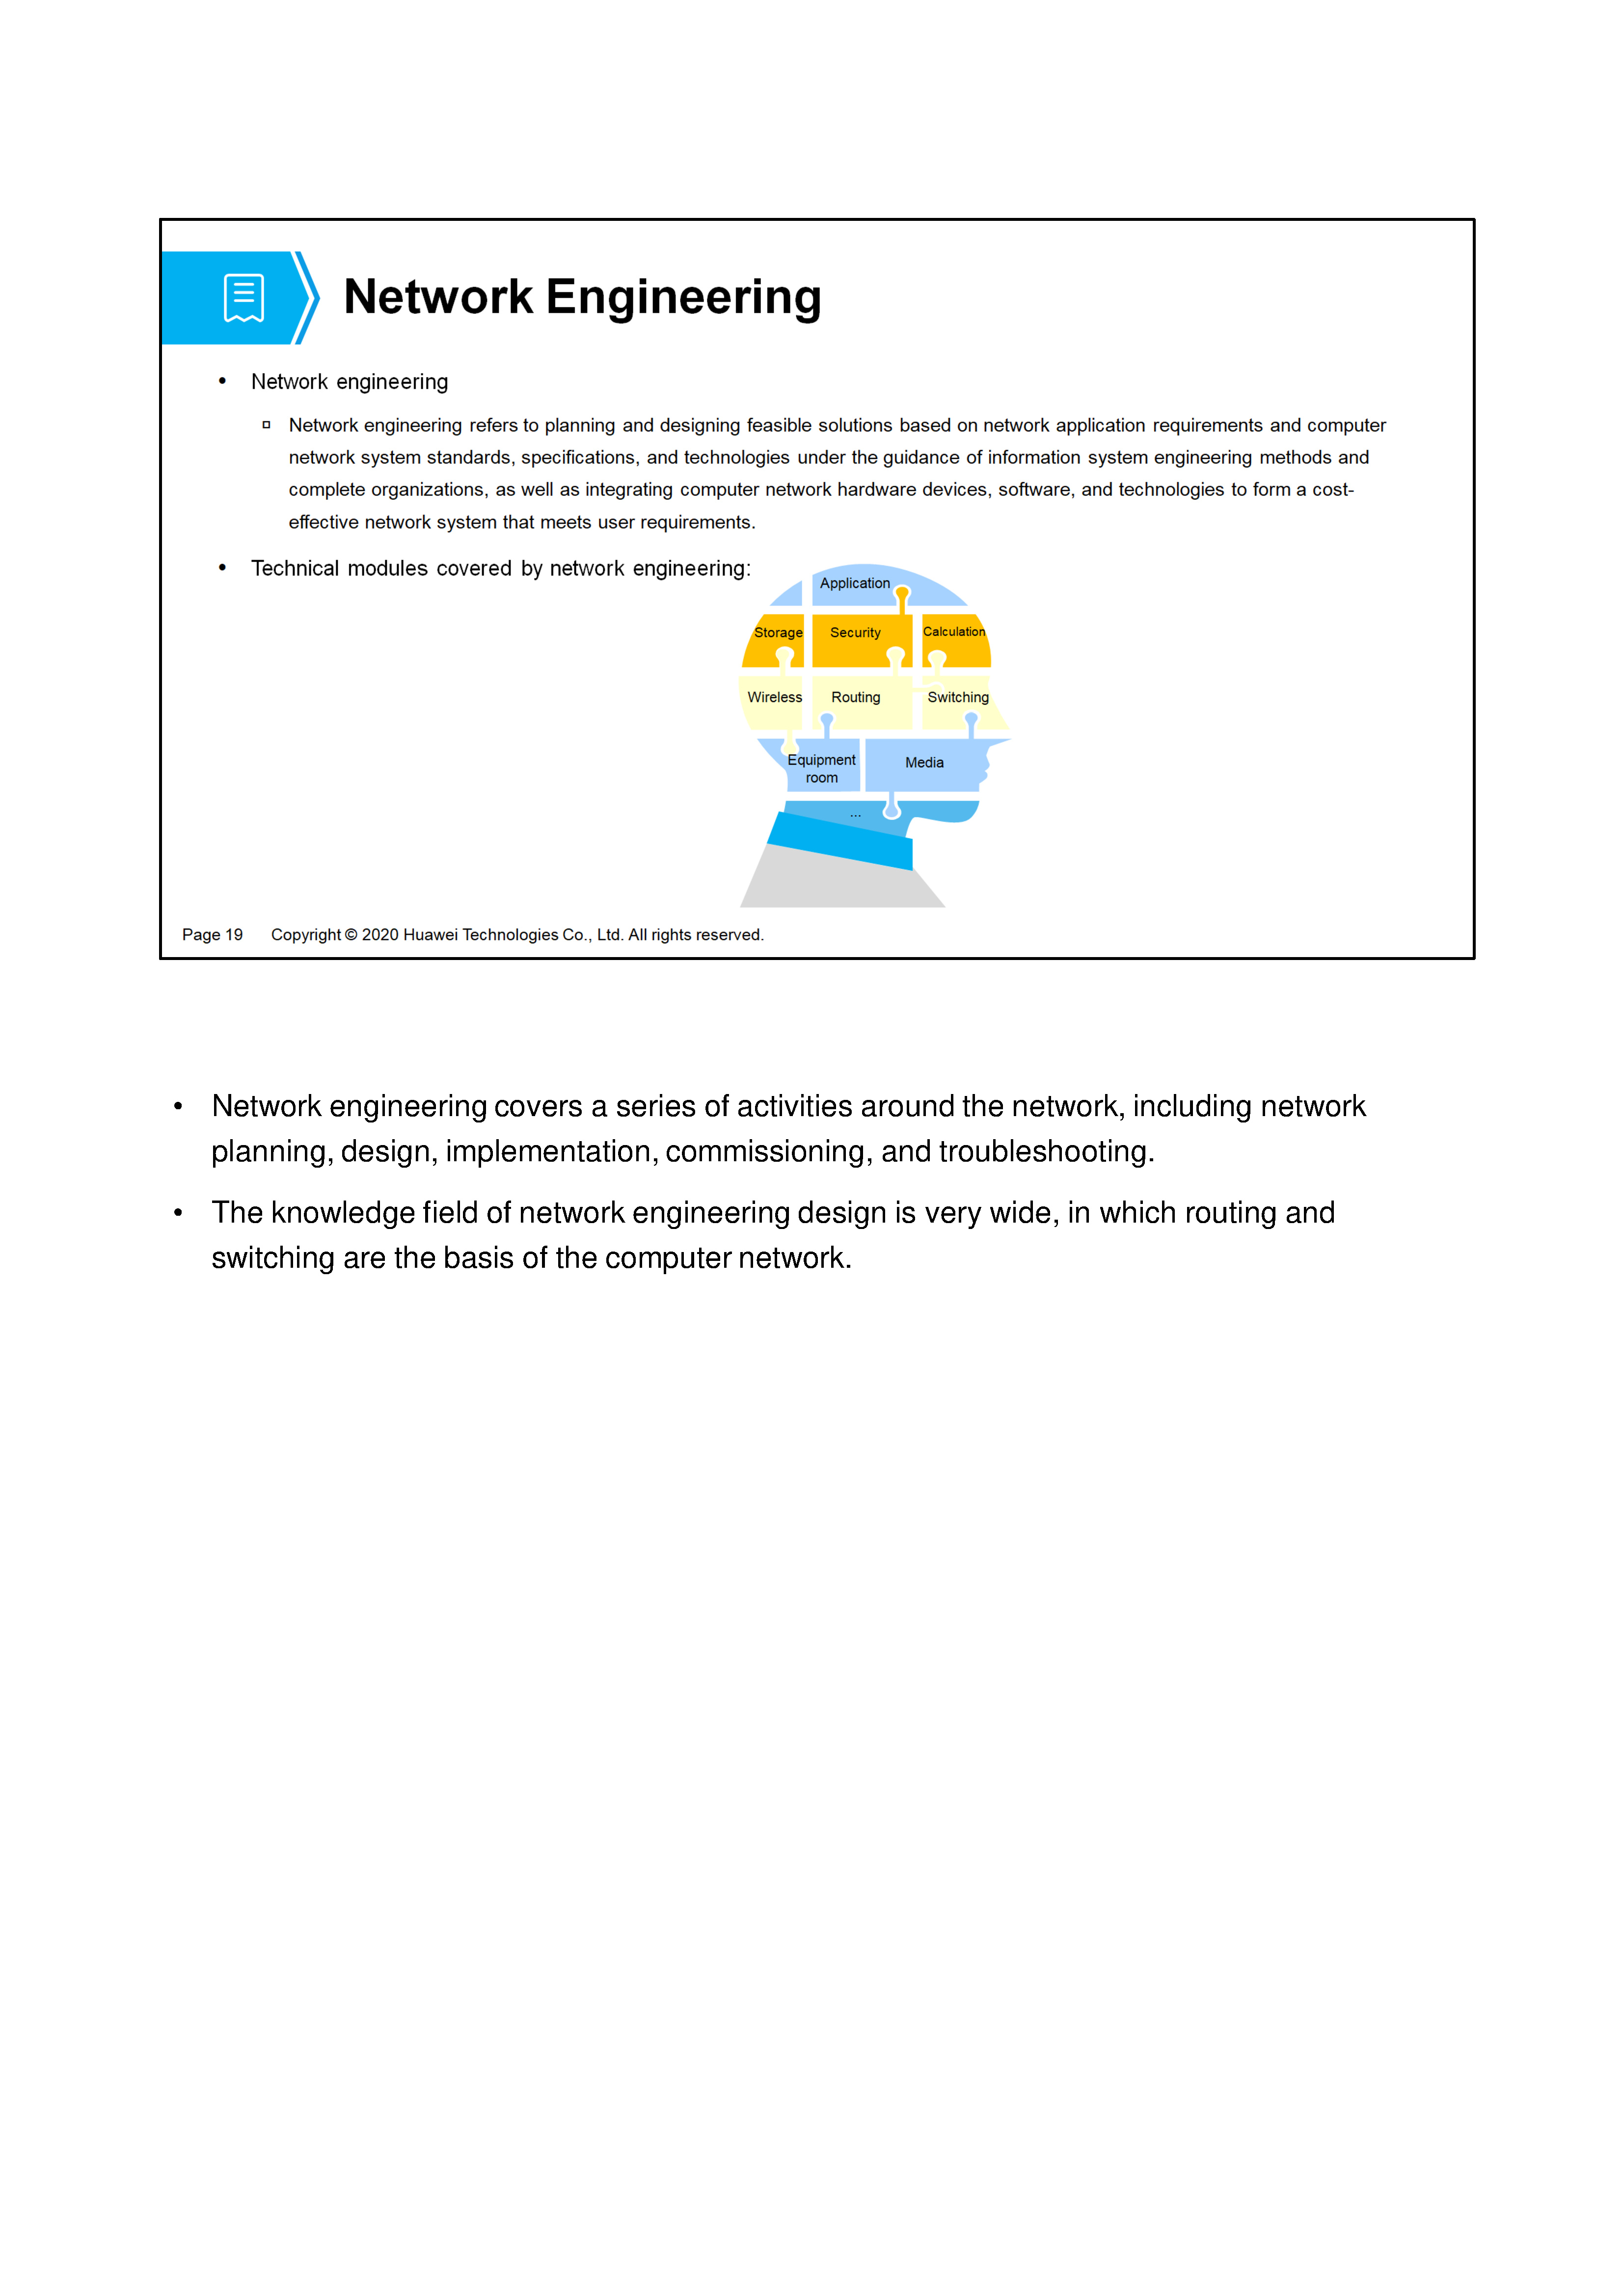 Network Engineering
• Network engineering
▫ Network engineering refers to planning and designing feasible solutions based on network application requirements and computer
network system standards, specifications, and technologies under the guidance of information system engineering methods and
complete organizations, as well as integrating computer network hardware devices, software, and technologies to form a cost-
effective network system that meets user requirements.
• Technical modules covered by network engineering:
Application
Storage Security Calculation
Wireless Routing Switching
Equipment
room
Media
...
Page 19 Copyright © 2020 Huawei Technologies Co., Ltd. All rights reserved.
• Network engineering covers a series of activities around the network, including network
planning, design, implementation, commissioning, and troubleshooting.
• The knowledge field of network engineering design is very wide, in which routing and
switching are the basis of the computer network.